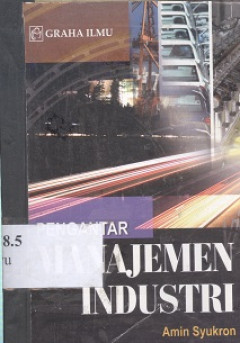 GRAHA ILMU
PENGANTAR
MANAJEMEN
8.5
INDUSTRI
Amin Syukron